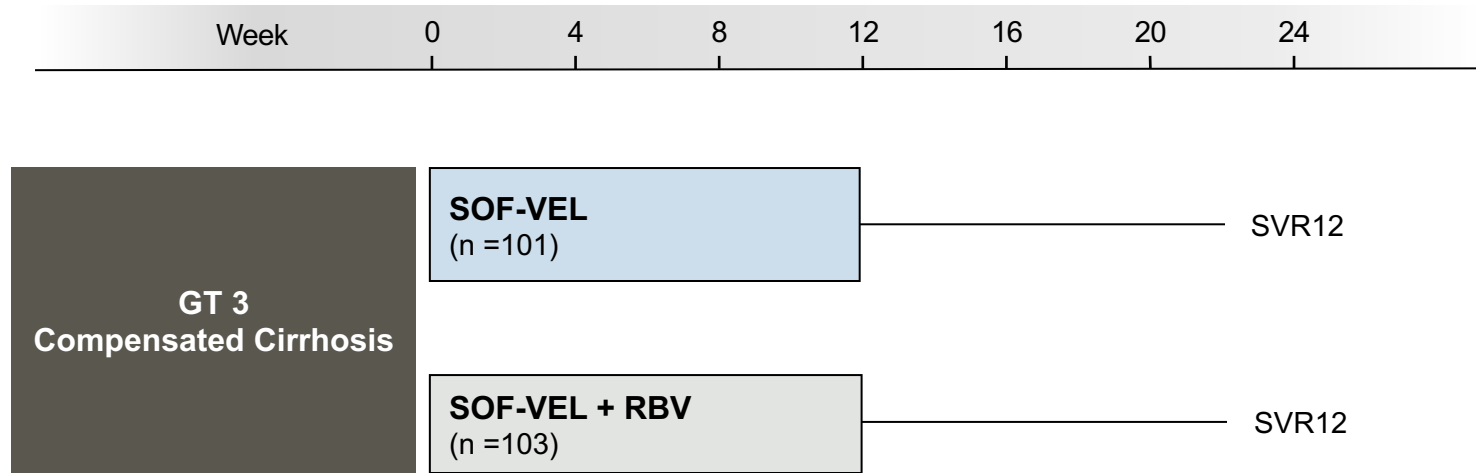 Week 0 4 8 12 16 20 24
GT 3
Compensated Cirrhosis
SOF-VEL
(n =101)
SVR12
SOF-VEL + RBV
(n =103)
SVR12